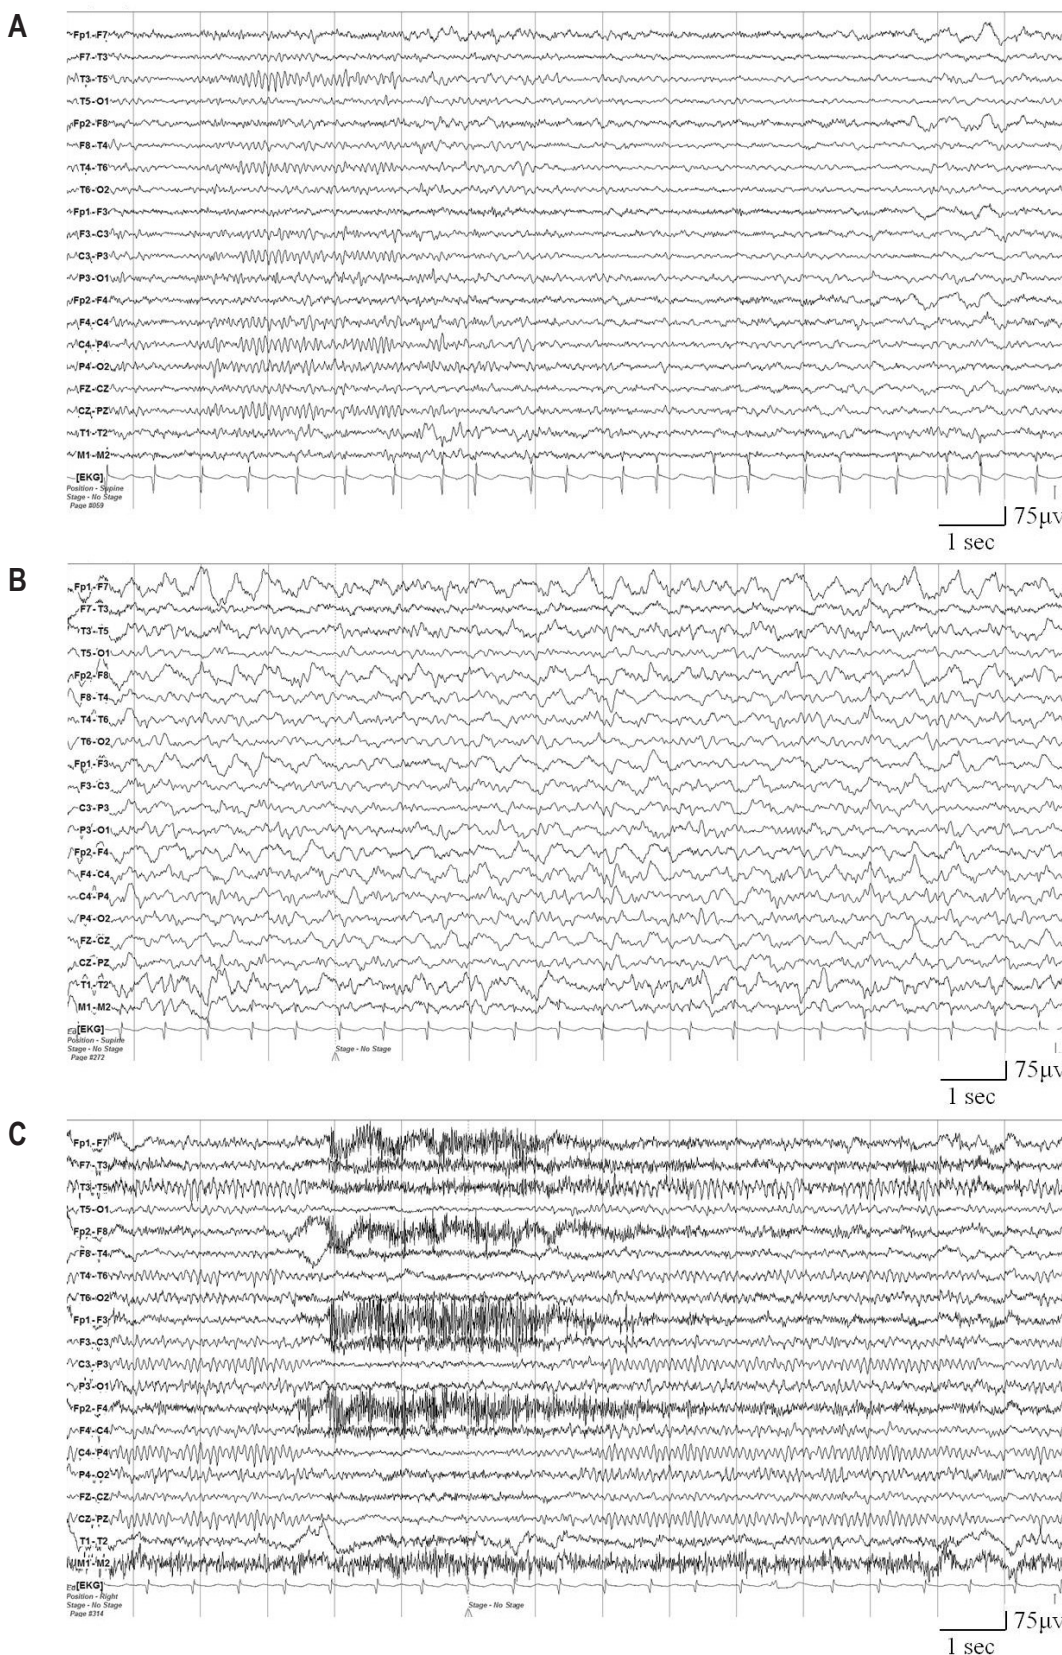 A
Fp1-F7
F7-T3
T3-T5
T5-O1
Fp2-F8
F8-T4
T4-T6
T6-O2
Fp1-F3
F3-C3
C3-P3
P3-O1
Fp2-F4
F4-C4
C4-P4
P4-O2
FZ-CZ
CZ-PZ
T1-T2
M1-M2
[EKG]
Position - Supine
Stage - No Stage
Page #059
75μv
1 sec
B
Fp1-F7
F7-T3
T3-T5
T5-O1
Fp2-F8
F8-T4
T4-T6
T6-O2
Fp1-F3
F3-C3
C3-P3
P3-O1
Fp2-F4
F4-C4
C4-P4
P4-O2
FZ-CZ
CZ-PZ
T1-T2
M1-M2
[EKG]
Position - Supine
Stage - No Stage
Stage - No Stage
Page #272
75μv
1 sec
C
Fp1-F7
F7-T3
T3-T5
T5-O1
Fp2-F8
F8-T4
T4-T6
T6-O2
Fp1-F3
F3-C3
C3-P3
P3-O1
Fp2-F4
F4-C4
C4-P4
P4-O2
FZ-CZ
CZ-PZ
T1-T2
M1-M2
[EKG]
Position - Right
Stage - No Stage
Stage - No Stage
Page #314
75μv
1 sec